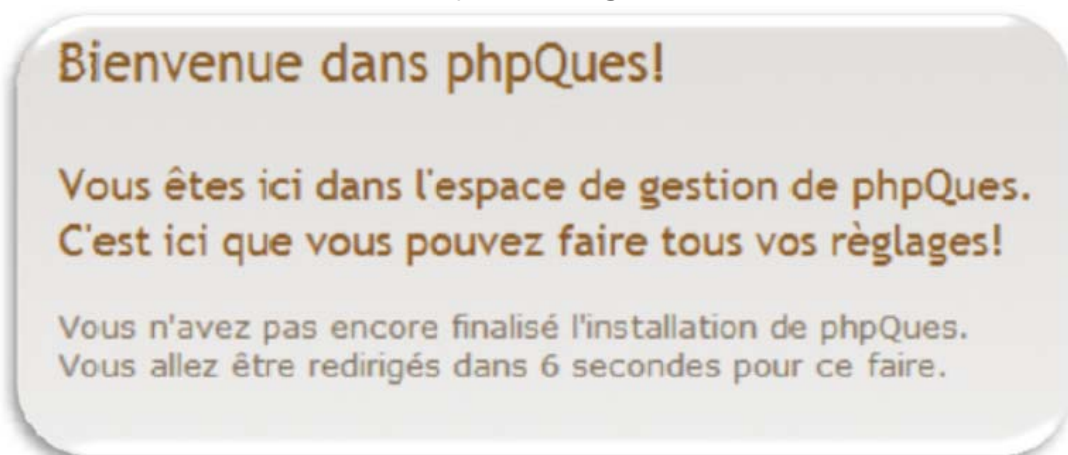 Bienvenue dans phpQues!
Vous êtes ici dans l'espace de gestion de phpQues.
C'est ici que vous pouvez faire tous vos règlages!
Vous n'avez pas encore finalisé l'installation de phpQues.
Vous allez être redirigés dans 6 secondes pour ce faire.